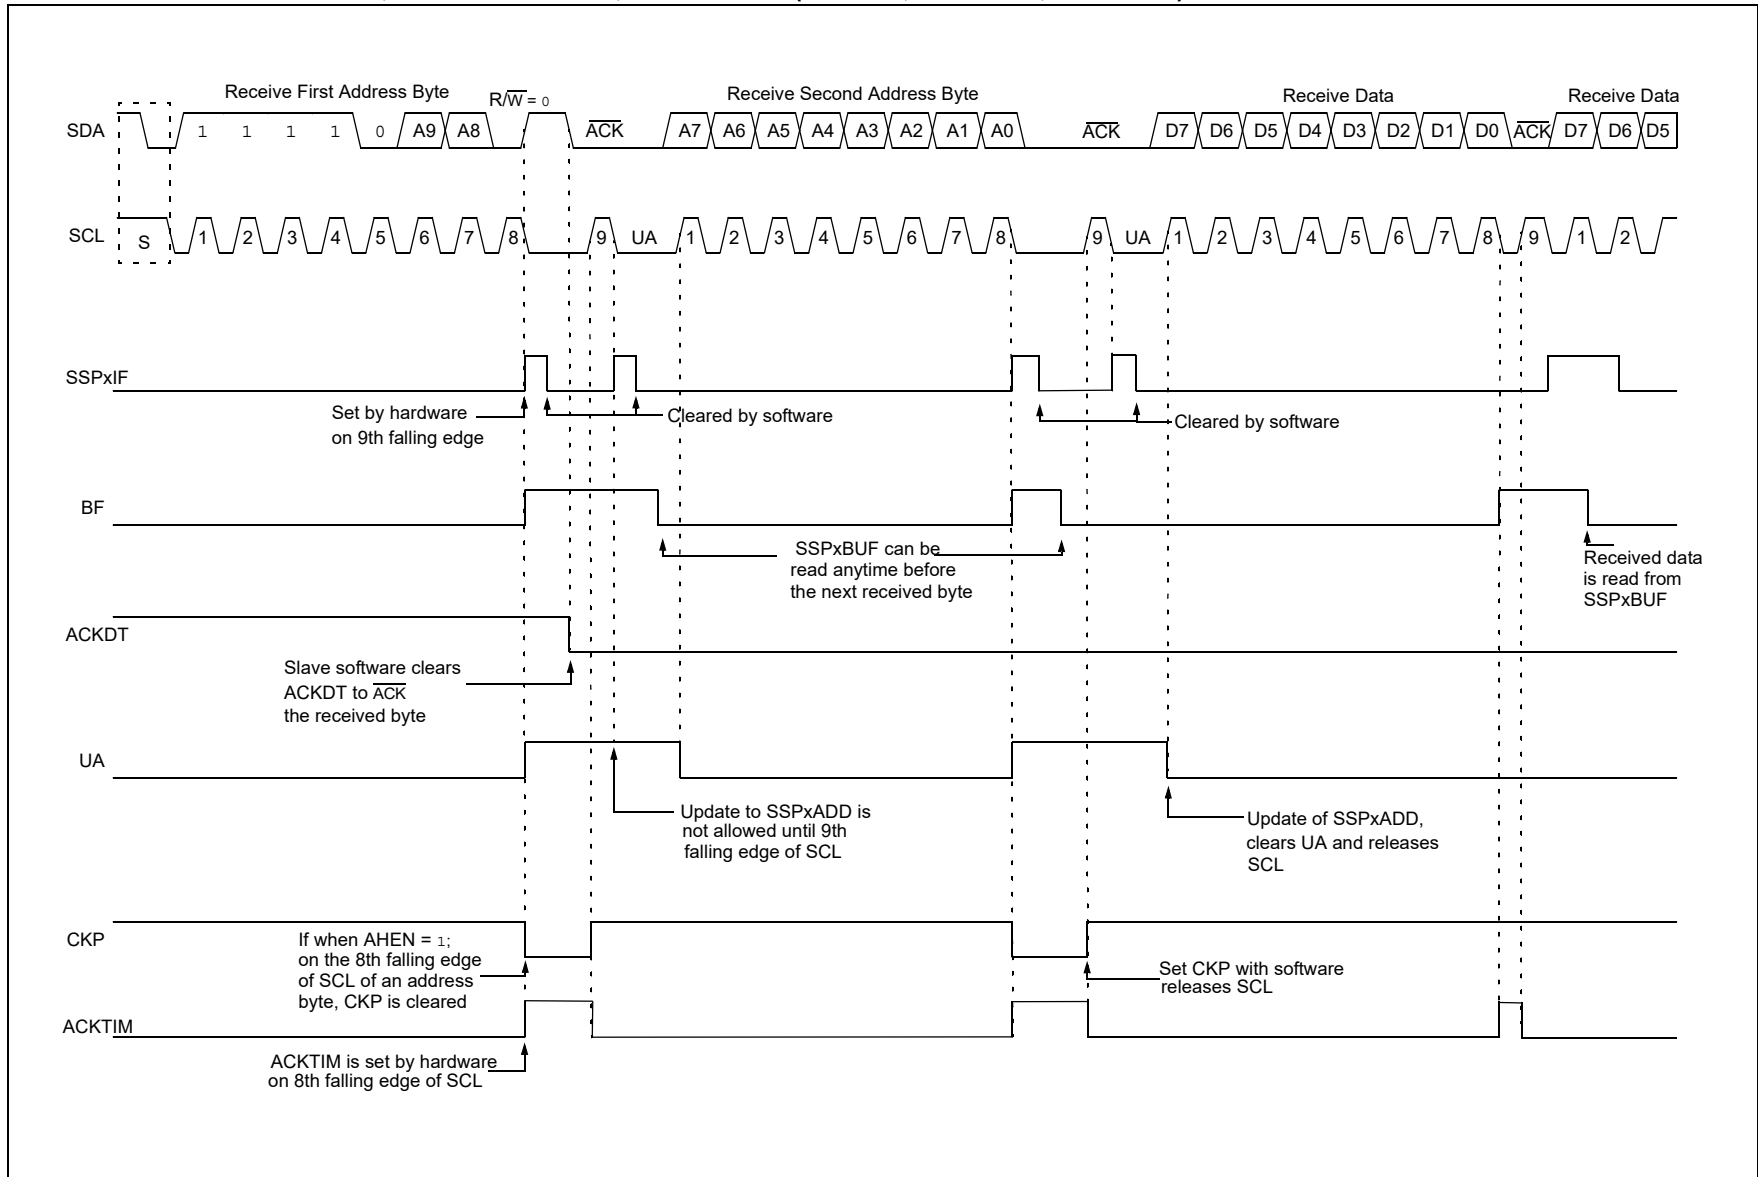 Receive First Address Byte
R/W = 0
Receive Second Address Byte
Receive Data
Receive Data
SDA
1 1 1 1 0 A9 A8
ACK
A7 A6 A5 A4 A3 A2 A1 A0
ACK
D7 D6 D5 D4 D3 D2 D1 D0
ACK
D7 D6 D5
SCL
S
1 2 3 4 5 6 7 8 9 UA 1 2 3 4 5 6 7 8 9 UA 1 2 3 4 5 6 7 8 9 1 2
SSPxIF
Set by hardware
on 9th falling edge
Cleared by software
Cleared by software
BF
SSPxBUF can be
read anytime before
the next received byte
Received data
is read from
SSPxBUF
ACKDT
Slave software clears
ACKDT to ACK
the received byte
UA
Update to SSPxADD is
not allowed until 9th
falling edge of SCL
Update of SSPxADD,
clears UA and releases
SCL
CKP
If when AHEN = 1;
on the 8th falling edge
of SCL of an address
byte, CKP is cleared
Set CKP with software
releases SCL
ACKTIM
ACKTIM is set by hardware
on 8th falling edge of SCL